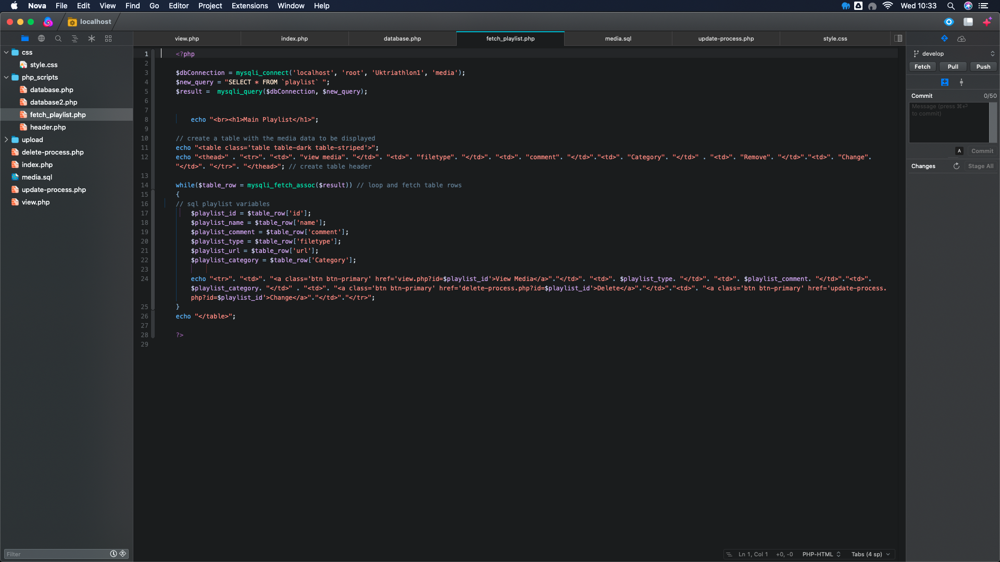 Nova File Edit View Find Go Editor Project Extensions Window Help Wed 10:33
localhost
view.php index.php database.php fetch_playlist.php media.sql update-process.php style.css
css
style.css
php_scripts
database.php
database2.php
fetch_playlist.php
header.php
upload
delete-process.php
index.php
media.sql
update-process.php
view.php
Filter
1 <?php
2
3 $dbConnection = mysqli_connect('localhost', 'root', 'Uktriathlon1', 'media');
4 $new_query = "SELECT * FROM `playlist` ";
5 $result =  mysqli_query($dbConnection, $new_query);
6
7
8 echo "<br><h1>Main Playlist</h1>";
9
10 // create a table with the media data to be displayed
11 echo "<table class='table table-dark table-striped'>";
12 echo "<thead>" . "<tr>". "<td>". "view media". "</td>". "<td>". "filetype". "</td>". "<td>". "comment". "</td>"."<td>". "Category". "</td>" . "<td>". "Remove". "</td>"."<td>". "Change".
"</td>". "</tr>". "</thead>"; // create table header
13
14 while($table_row = mysqli_fetch_assoc($result)) // loop and fetch table rows
15 {
16 // sql playlist variables
17 $playlist_id = $table_row['id'];
18 $playlist_name = $table_row['name'];
19 $playlist_comment = $table_row['comment'];
20 $playlist_type = $table_row['filetype'];
21 $playlist_url = $table_row['url'];
22 $playlist_category = $table_row['Category'];
23
24 echo "<tr>". "<td>". "<a class='btn btn-primary' href='view.php?id=$playlist_id'>View Media</a>"."</td>". "<td>". $playlist_type. "</td>". "<td>". $playlist_comment. "</td>"."<td>".
$playlist_category. "</td>" . "<td>". "<a class='btn btn-primary' href='delete-process.php?id=$playlist_id'>Delete</a>"."</td>"."<td>". "<a class='btn btn-primary' href='update-process.
php?id=$playlist_id'>Change</a>"."</td>"."</tr>";
25 }
26 echo "</table>";
27
28 ?>
29
develop
Fetch Pull Push
Commit 0/50
Message (press ⌘⏎
to commit)
A Commit
Changes Stage All
Ln 1, Col 1 +0, -0 PHP-HTML Tabs (4 sp)